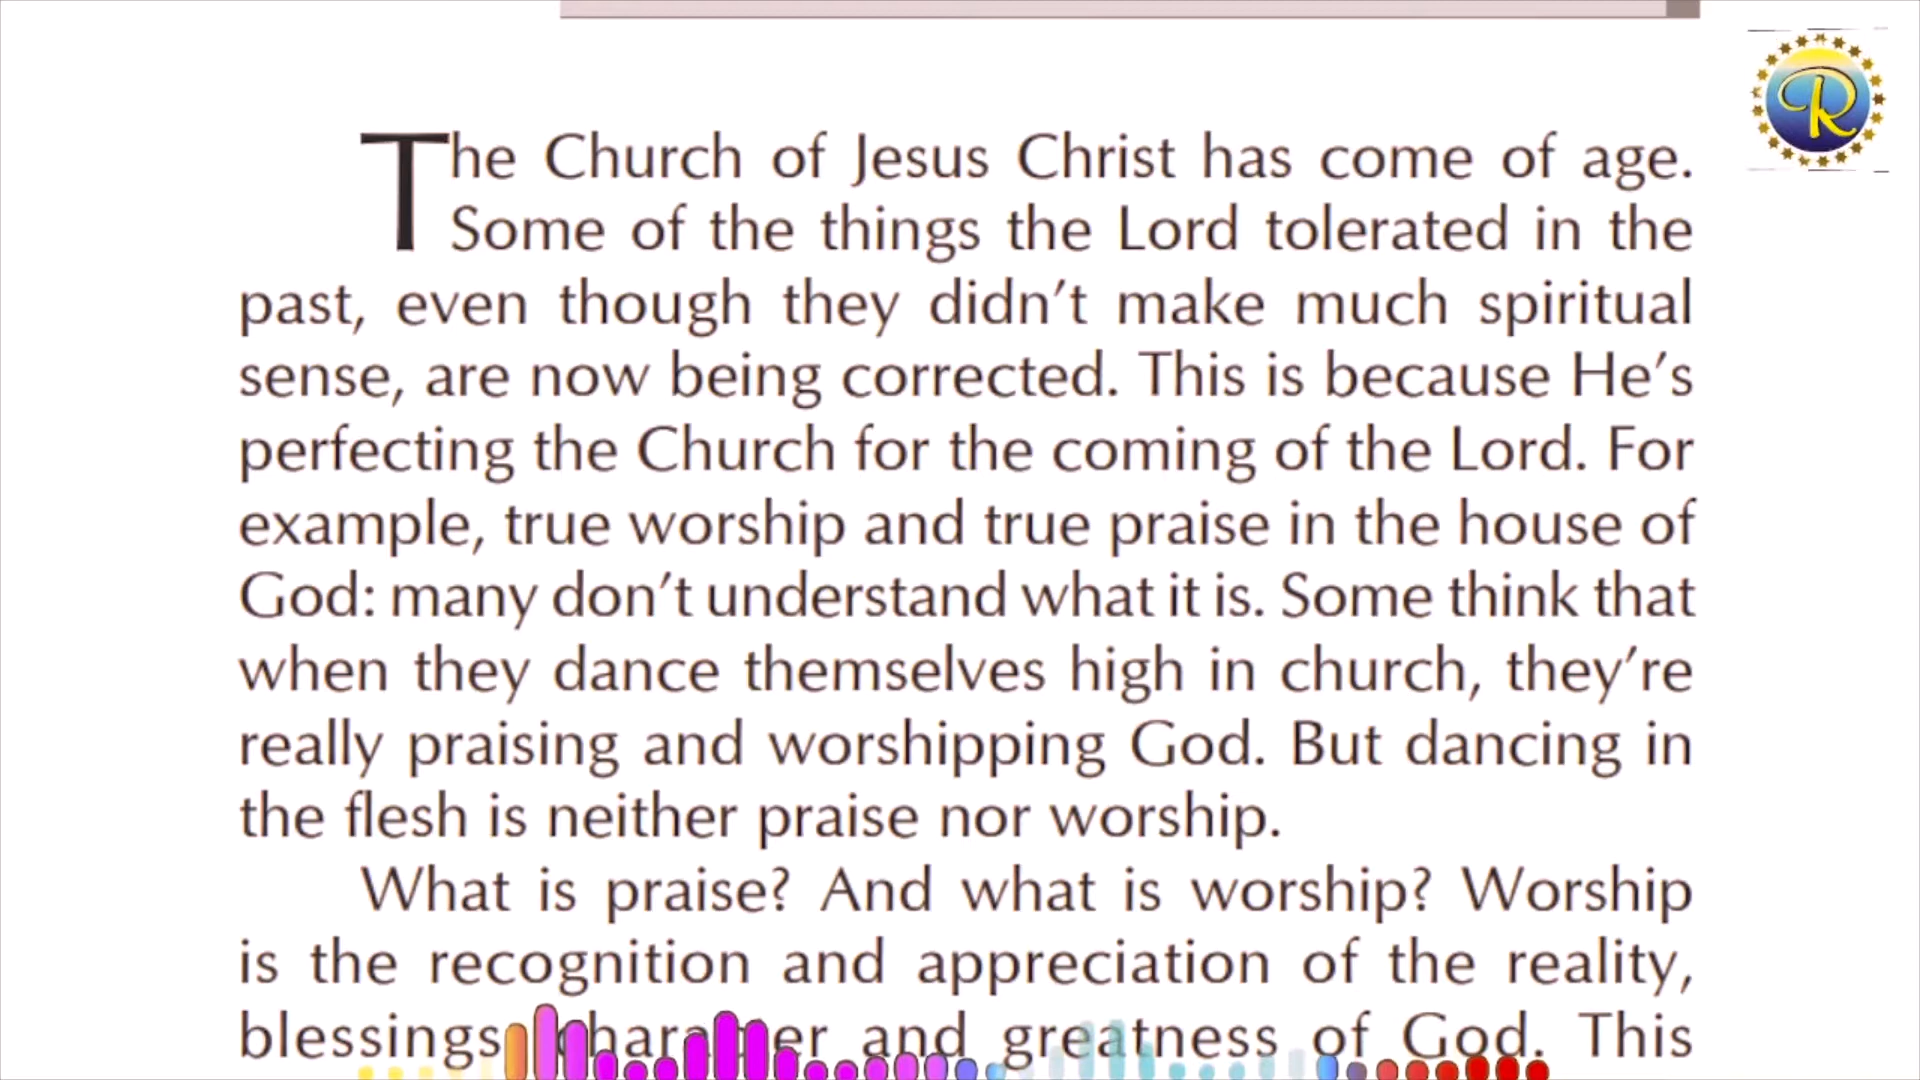 The Church of Jesus Christ has come of age.
Some of the things the Lord tolerated in the
past, even though they didn’t make much spiritual
sense, are now being corrected. This is because He’s
perfecting the Church for the coming of the Lord. For
example, true worship and true praise in the house of
God: many don’t understand what it is. Some think that
when they dance themselves high in church, they’re
really praising and worshipping God. But dancing in
the flesh is neither praise nor worship.
What is praise? And what is worship? Worship
is the recognition and appreciation of the reality,
blessings, character and greatness of God. This
R